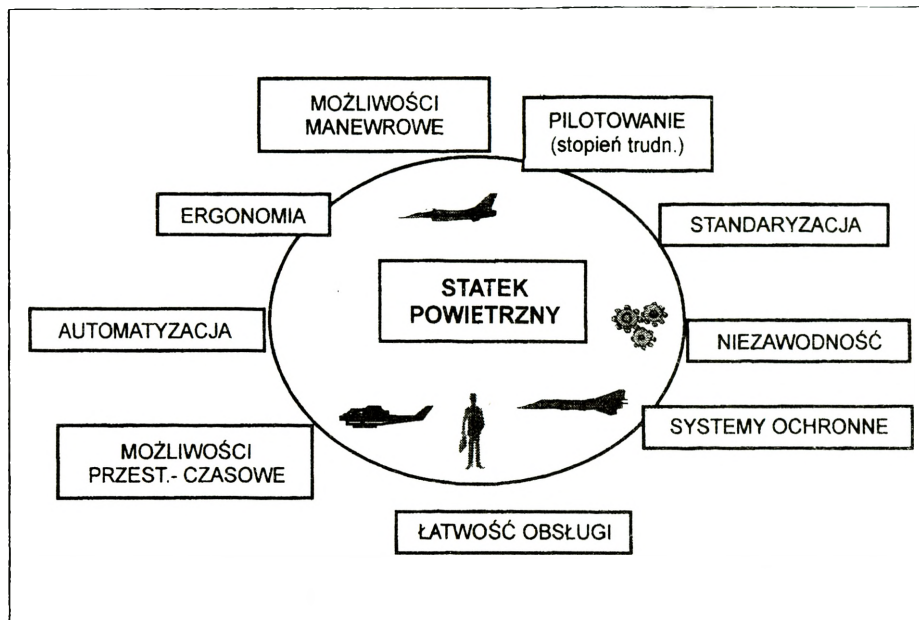 MOŻLIWOŚCI
MANEWROWE
PILOTOWANIE
(stopień trudn.)
ERGONOMIA
STANDARYZACJA
STATEK
POWIETRZNY
AUTOMATYZACJA
NIEZAWODNOŚĆ
SYSTEMY OCHRONNE
MOŻLIWOŚCI
PRZEST.- CZASOWE
ŁATWOŚĆ OBSŁUGI